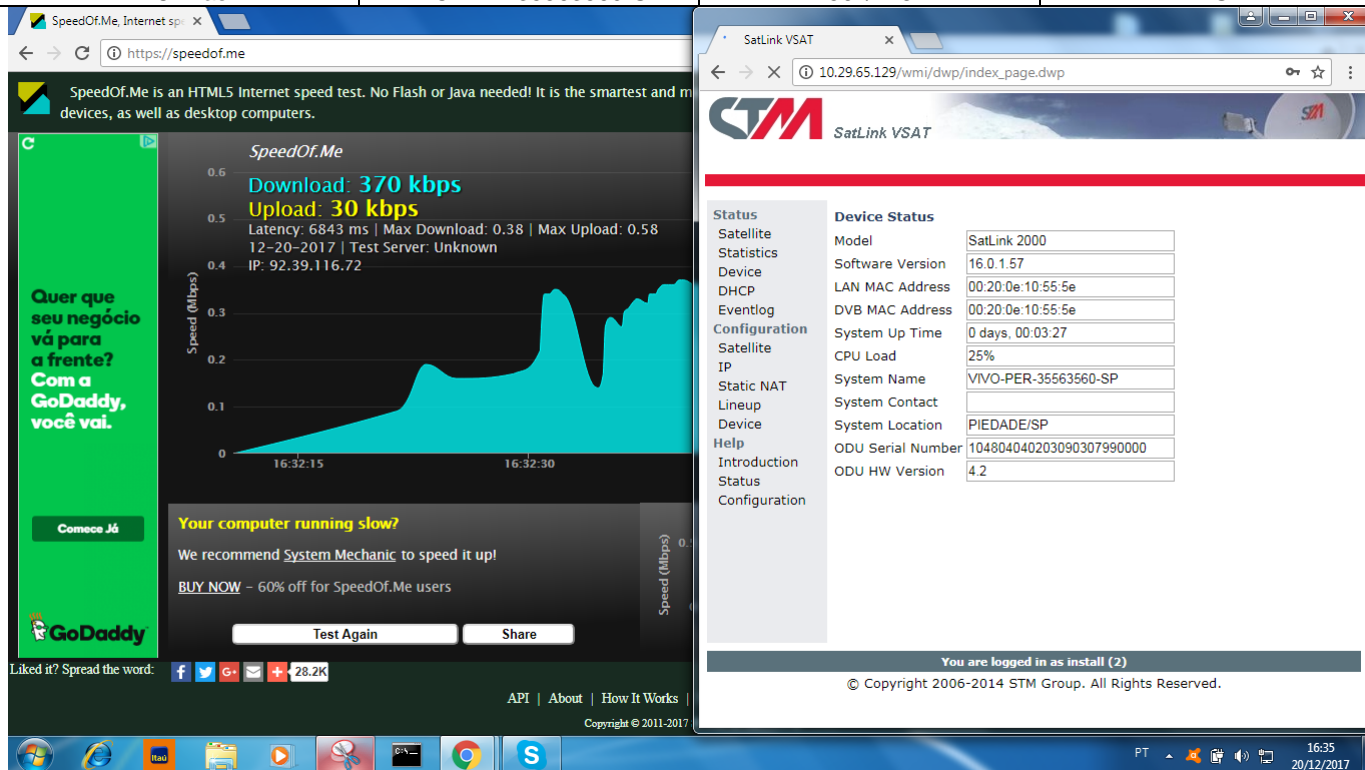 SpeedOf.Me, Internet spe
https://speedof.me
SpeedOf.Me is an HTML5 Internet speed test. No Flash or Java needed! It is the smartest and m
devices, as well as desktop computers.
SpeedOf.Me
Download: 370 kbps
Upload: 30 kbps
Latency: 6843 ms | Max Download: 0.38 | Max Upload: 0.58
12-20-2017 | Test Server: Unknown
IP: 92.39.116.72
Speed (Mbps)
0.6
0.5
0.4
0.3
0.2
0.1
0
16:32:15
16:32:30
Quer que
seu negócio
vá para
a frente?
Com a
GoDaddy,
você vai.
Comece Já
GoDaddy
Your computer running slow?
We recommend System Mechanic to speed it up!
BUY NOW - 60% off for SpeedOf.Me users
Speed (Mbps)
Test Again
Share
Liked it? Spread the word:
28.2K
API | About | How It Works |
Copyright © 2011-2017
SatLink VSAT
10.29.65.129/wmi/dwp/index_page.dwp
STM
SatLink VSAT
STM
Status
Satellite
Statistics
Device
DHCP
Eventlog
Configuration
Satellite
IP
Static NAT
Lineup
Device
Help
Introduction
Status
Configuration
Device Status
Model SatLink 2000
Software Version 16.0.1.57
LAN MAC Address 00:20:0e:10:55:5e
DVB MAC Address 00:20:0e:10:55:5e
System Up Time 0 days, 00:03:27
CPU Load 25%
System Name VIVO-PER-35563560-SP
System Contact
System Location PIEDADE/SP
ODU Serial Number 104804040203090307990000
ODU HW Version 4.2
You are logged in as install (2)
© Copyright 2006-2014 STM Group. All Rights Reserved.
Itaú
PT
16:35
20/12/2017